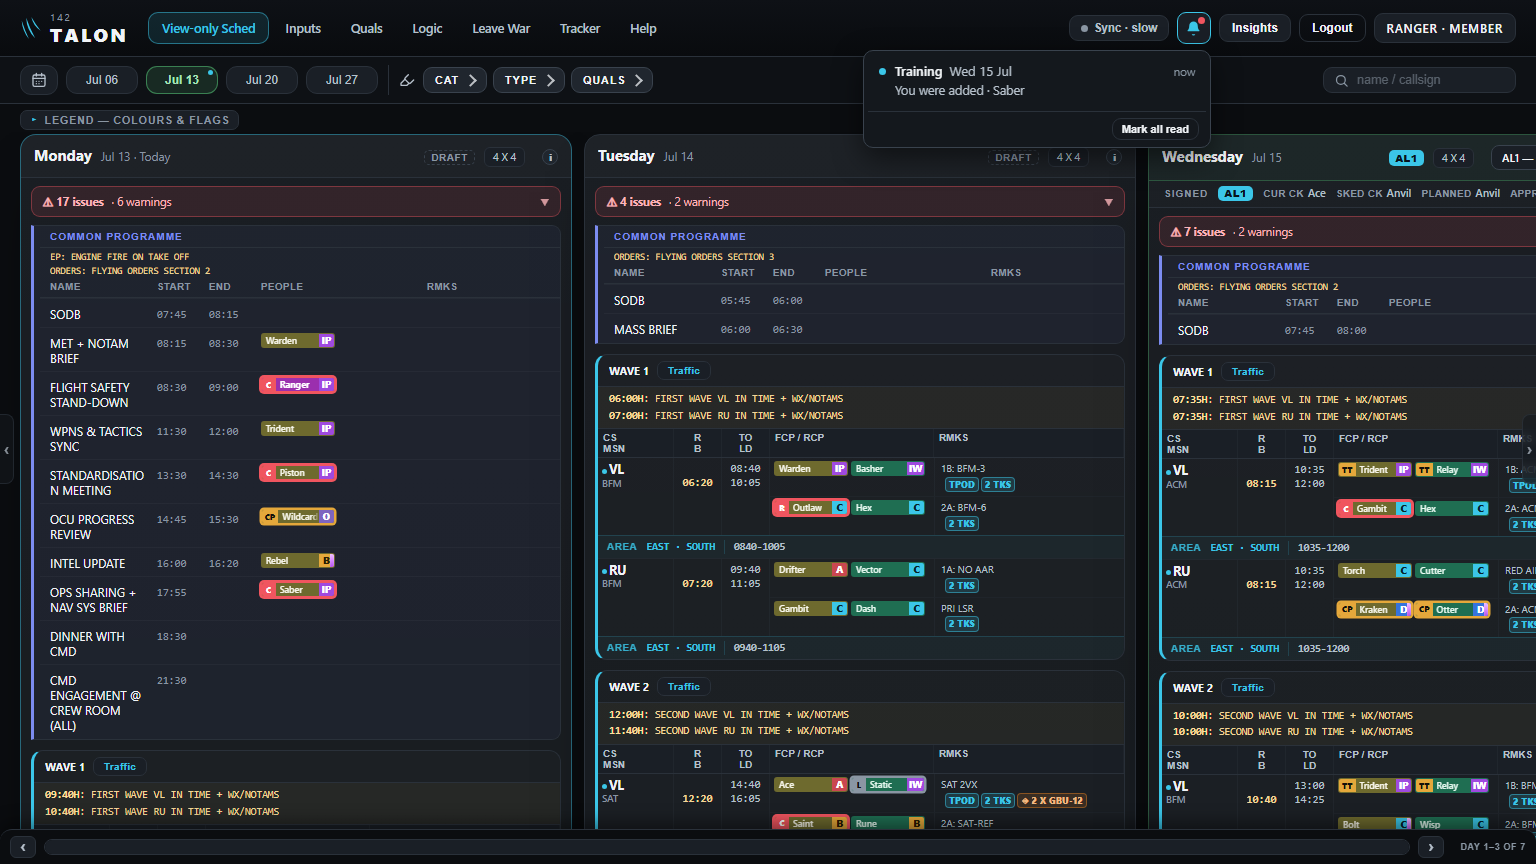 142
TALON
View-only Sched
Inputs
Quals
Logic
Leave War
Tracker
Help
Sync · slow
Insights
Logout
RANGER · MEMBER
Jul 06
Jul 13
Jul 20
Jul 27
CAT
TYPE
QUALS
name / callsign
Training Wed 15 Jul now
You were added · Saber
Mark all read
LEGEND — COLOURS & FLAGS
Monday Jul 13 · Today DRAFT 4 X 4 i
17 issues · 6 warnings
COMMON PROGRAMME
EP: ENGINE FIRE ON TAKE OFF
ORDERS: FLYING ORDERS SECTION 2
NAME START END PEOPLE RMKS
SODB 07:45 08:15
MET + NOTAM 08:15 08:30 Warden IP
BRIEF
FLIGHT SAFETY 08:30 09:00 C Ranger IP
STAND-DOWN
WPNS & TACTICS 11:30 12:00 Trident IP
SYNC
STANDARDISATIO 13:30 14:30 C Piston IP
N MEETING
OCU PROGRESS 14:45 15:30 CP Wildcard O
REVIEW
INTEL UPDATE 16:00 16:20 Rebel B
OPS SHARING + 17:55 C Saber IP
NAV SYS BRIEF
DINNER WITH 18:30
CMD
CMD 21:30
ENGAGEMENT @
CREW ROOM
(ALL)
WAVE 1 Traffic
09:40H: FIRST WAVE VL IN TIME + WX/NOTAMS
10:40H: FIRST WAVE RU IN TIME + WX/NOTAMS
Tuesday Jul 14 DRAFT 4 X 4 i
4 issues · 2 warnings
COMMON PROGRAMME
ORDERS: FLYING ORDERS SECTION 3
NAME START END PEOPLE RMKS
SODB 05:45 06:00
MASS BRIEF 06:00 06:30
WAVE 1 Traffic
06:00H: FIRST WAVE VL IN TIME + WX/NOTAMS
07:00H: FIRST WAVE RU IN TIME + WX/NOTAMS
CS R TO FCP / RCP RMKS
MSN B LD
VL 08:40 Warden IP Basher IW 1B: BFM-3
BFM 06:20 10:05 TPOD 2 TKS
R Outlaw C Hex C 2A: BFM-6
2 TKS
AREA EAST · SOUTH 0840-1005
RU 09:40 Drifter A Vector C 1A: NO AAR
BFM 07:20 11:05 2 TKS
Gambit C Dash C PRI LSR
2 TKS
AREA EAST · SOUTH 0940-1105
WAVE 2 Traffic
12:00H: SECOND WAVE VL IN TIME + WX/NOTAMS
11:40H: SECOND WAVE RU IN TIME + WX/NOTAMS
CS R TO FCP / RCP RMKS
MSN B LD
VL 14:40 Ace A L Static IW SAT 2VX
SAT 12:20 16:05 TPOD 2 TKS 2 X GBU-12
C Saint B Rune B 2A: SAT-REF
Wednesday Jul 15 AL1 4 X 4 AL1 —
SIGNED AL1 CUR CK Ace SKED CK Anvil PLANNED Anvil APPR
7 issues · 2 warnings
COMMON PROGRAMME
ORDERS: FLYING ORDERS SECTION 2
NAME START END PEOPLE
SODB 07:45 08:00
WAVE 1 Traffic
07:35H: FIRST WAVE VL IN TIME + WX/NOTAMS
07:35H: FIRST WAVE RU IN TIME + WX/NOTAMS
CS R TO FCP / RCP RMK
MSN B LD
VL 10:35 TT Trident IP TT Relay IW 1B:
ACM 08:15 12:00 TPOD
C Gambit C Hex C 2A: ACM
2 TKS
AREA EAST · SOUTH 1035-1200
RU 10:35 Torch C Cutter C RED AI
ACM 08:15 12:00 2 TKS
CP Kraken D CP Otter D 2A: ACM
2 TKS
AREA EAST · SOUTH 1035-1200
WAVE 2 Traffic
10:00H: SECOND WAVE VL IN TIME + WX/NOTAMS
10:00H: SECOND WAVE RU IN TIME + WX/NOTAMS
CS R TO FCP / RCP RMKS
MSN B LD
VL 13:00 TT Trident IP TT Relay IW 1B: BFM
BFM 10:40 14:25 2 TKS
Bolt C Wisp C 2A: BFM
DAY 1–3 OF 7